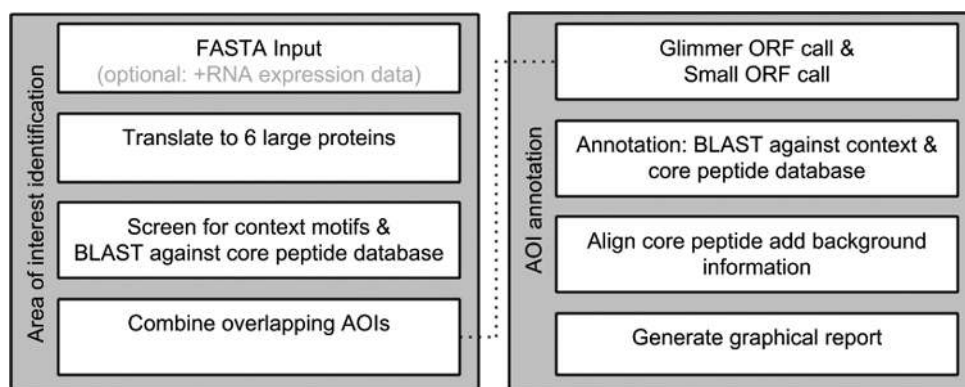 Area of interest identification
FASTA Input
(optional: +RNA expression data)
Translate to 6 large proteins
Screen for context motifs &
BLAST against core peptide database
Combine overlapping AOIs
AOI annotation
Glimmer ORF call &
Small ORF call
Annotation: BLAST against context &
core peptide database
Align core peptide add background
information
Generate graphical report